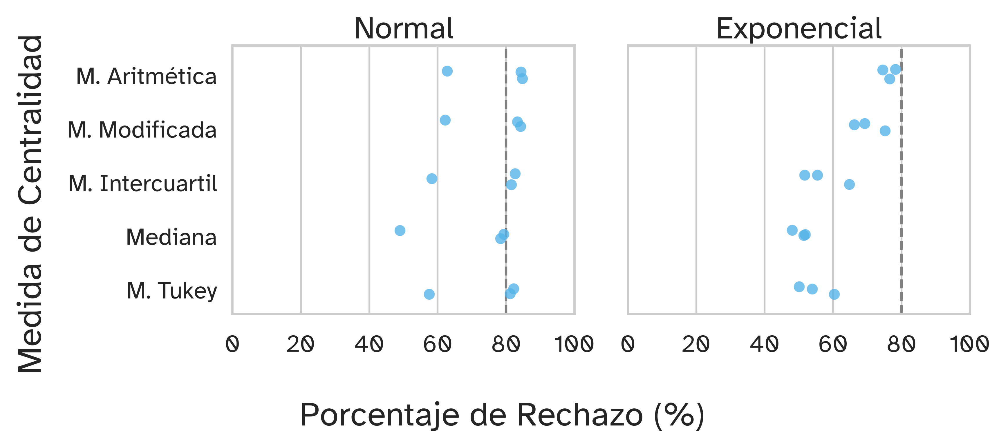 Normal
Exponencial
Medida de Centralidad
M. Aritmética
M. Modificada
M. Intercuartil
Mediana
M. Tukey
0 20 40 60 80 100
0 20 40 60 80 100
Porcentaje de Rechazo (%)